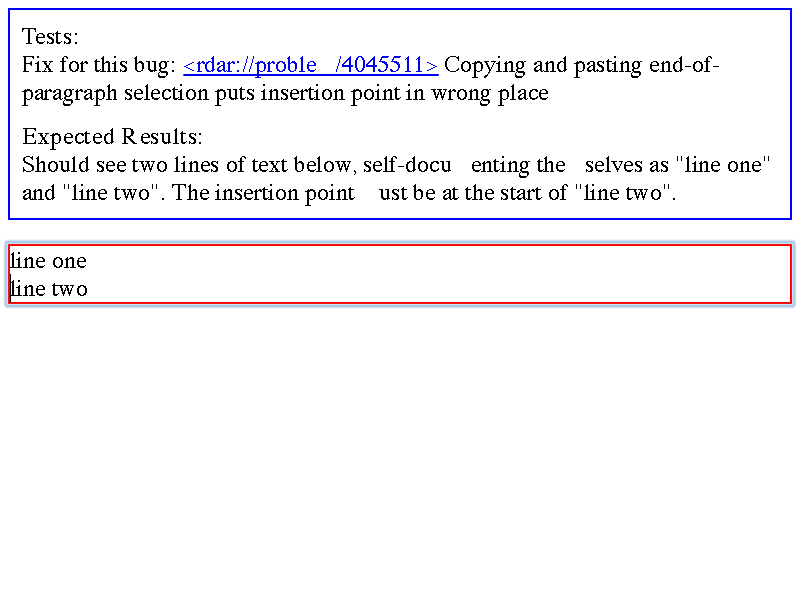 Tests:
Fix for this bug: <rdar://proble /4045511> Copying and pasting end-of-
paragraph selection puts insertion point in wrong place
Expected Results:
Should see two lines of text below, self-docu enting the selves as "line one"
and "line two". The insertion point ust be at the start of "line two".
line one
line two